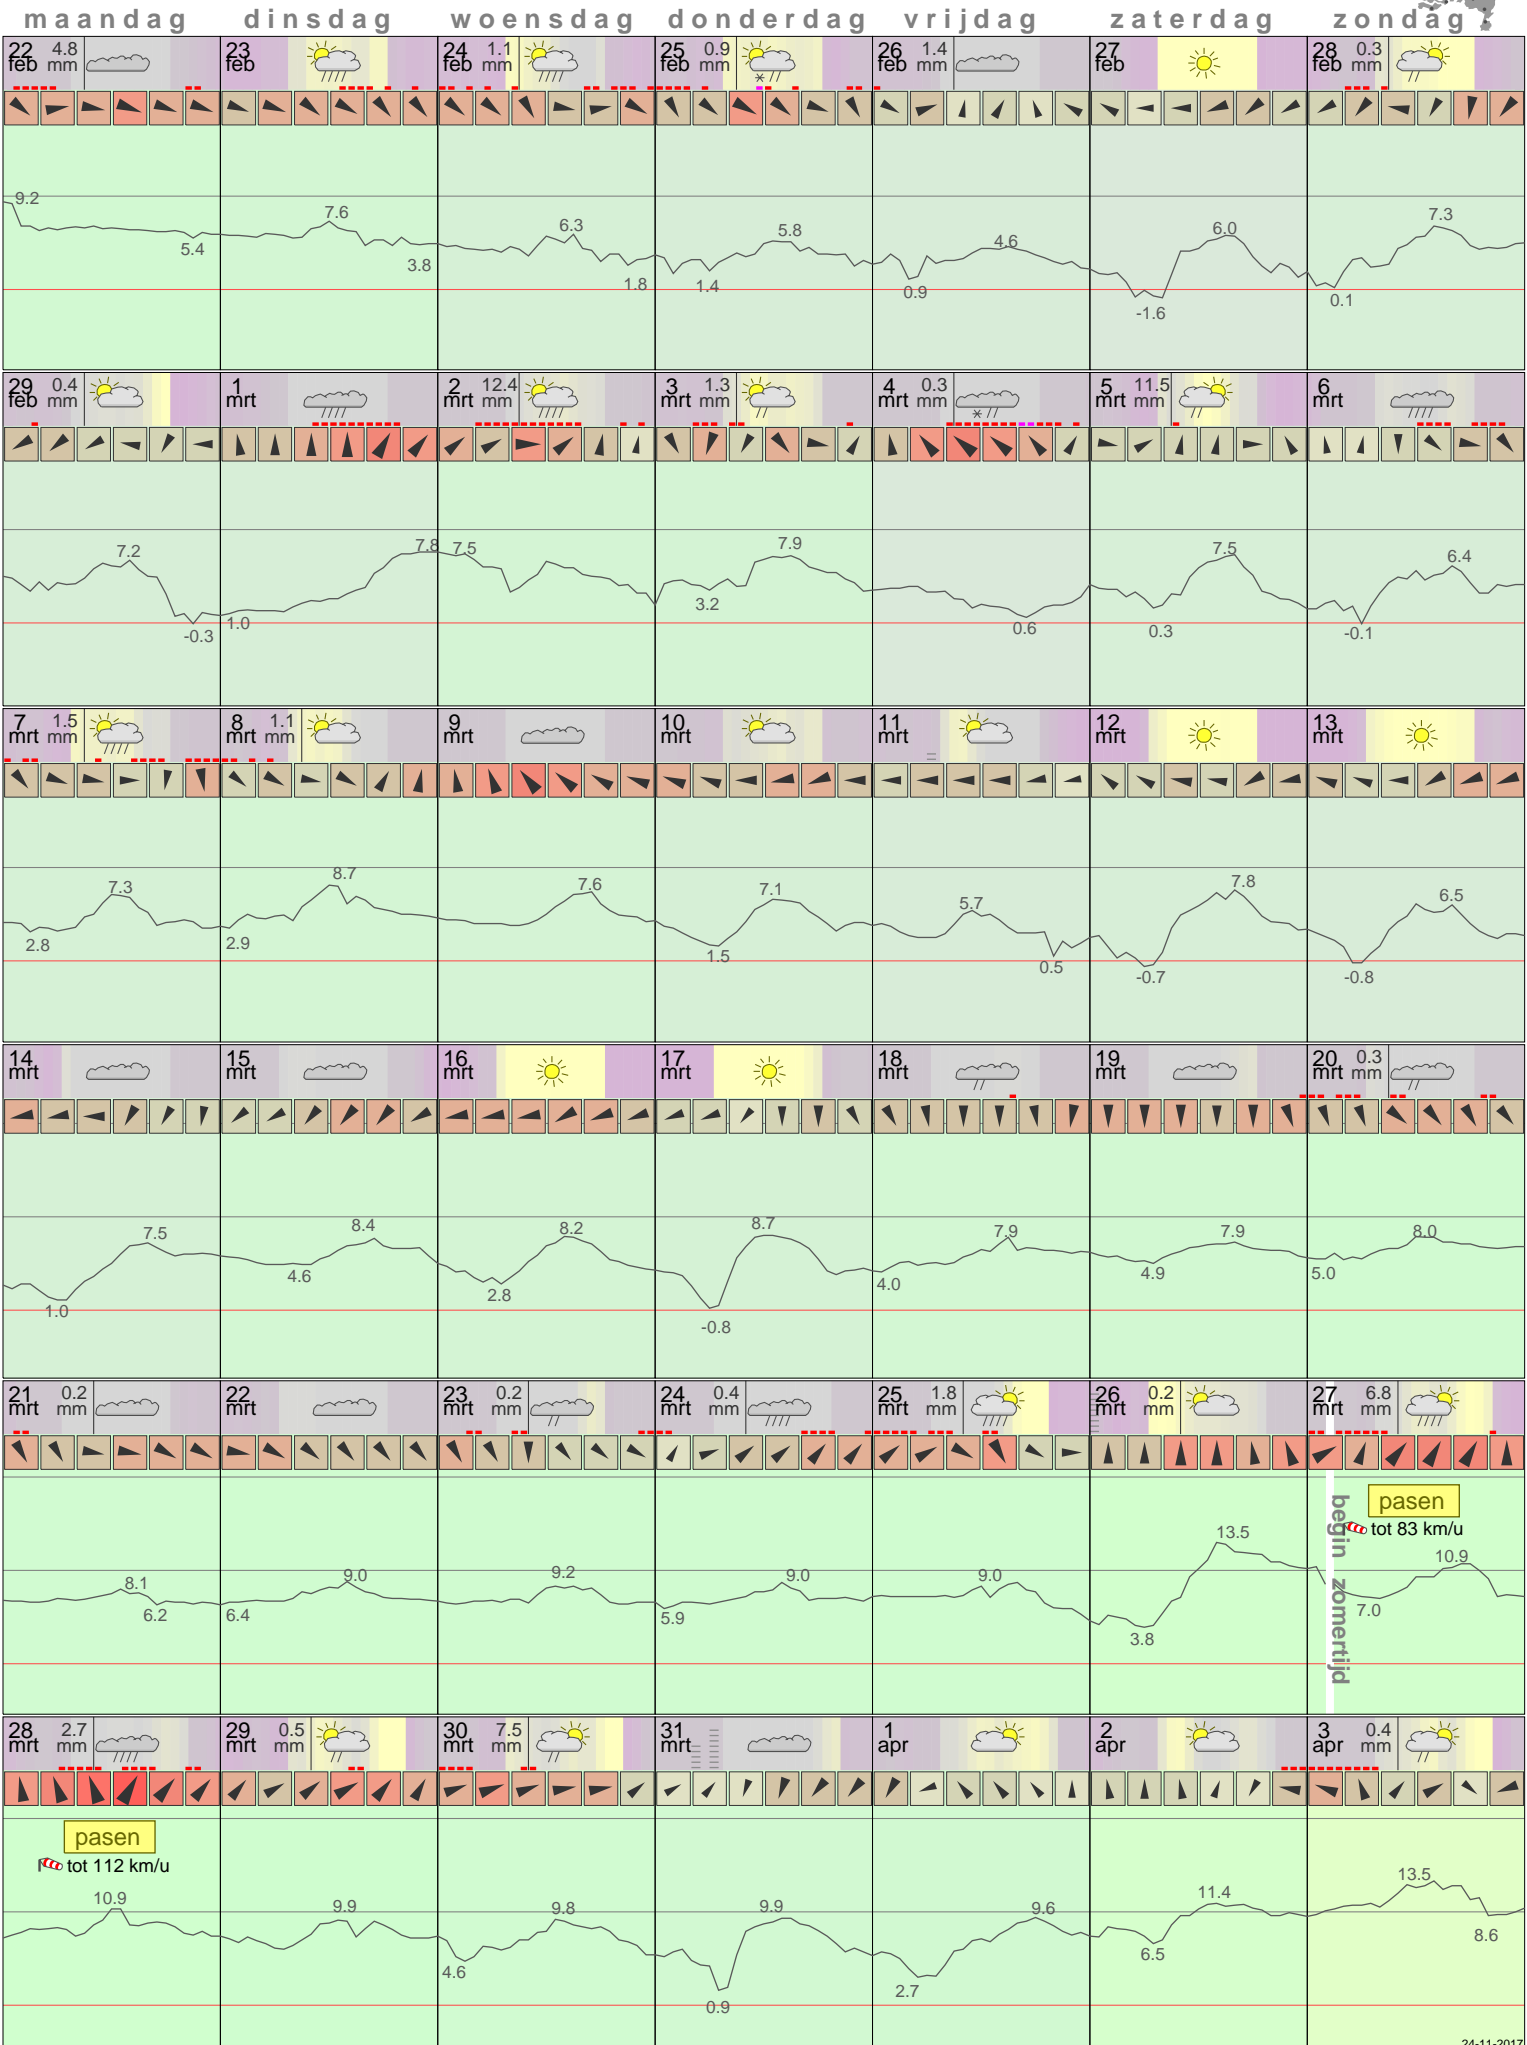 maandag dinsdag woensdag donderdag vrijdag zaterdag zondag
22 feb 4.8 mm
23 feb
24 feb 1.1 mm
25 feb 0.9 mm
26 feb 1.4 mm
27 feb
28 feb 0.3 mm
9.2 5.4 7.6 3.8 6.3 1.8 1.4 5.8 0.9 4.6 -1.6 6.0 0.1 7.3
29 feb 0.4 mm
1 mrt
2 mrt 12.4 mm
3 mrt 1.3 mm
4 mrt 0.3 mm
5 mrt 11.5 mm
6 mrt
7.2 -0.3 1.0 7.8 7.5 3.2 7.9 0.6 0.3 7.5 -0.1 6.4
7 mrt 1.5 mm
8 mrt 1.1 mm
9 mrt
10 mrt
11 mrt
12 mrt
13 mrt
2.8 7.3 2.9 8.7 7.6 1.5 7.1 5.7 0.5 -0.7 7.8 -0.8 6.5
14 mrt
15 mrt
16 mrt
17 mrt
18 mrt
19 mrt
20 mrt 0.3 mm
1.0 7.5 4.6 8.4 2.8 8.2 -0.8 8.7 4.0 7.9 4.9 7.9 5.0 8.0
21 mrt 0.2 mm
22 mrt
23 mrt 0.2 mm
24 mrt 0.4 mm
25 mrt 1.8 mm
26 mrt 0.2 mm
27 mrt 6.8 mm
begin zomertijd
pasen
tot 83 km/u
8.1 6.2 6.4 9.0 9.2 5.9 9.0 9.0 3.8 13.5 7.0 10.9
28 mrt 2.7 mm
29 mrt 0.5 mm
30 mrt 7.5 mm
31 mrt
1 apr
2 apr
3 apr 0.4 mm
pasen
tot 112 km/u
10.9 9.9 4.6 9.8 0.9 9.9 2.7 9.6 6.5 11.4 13.5 8.6
24-11-2017